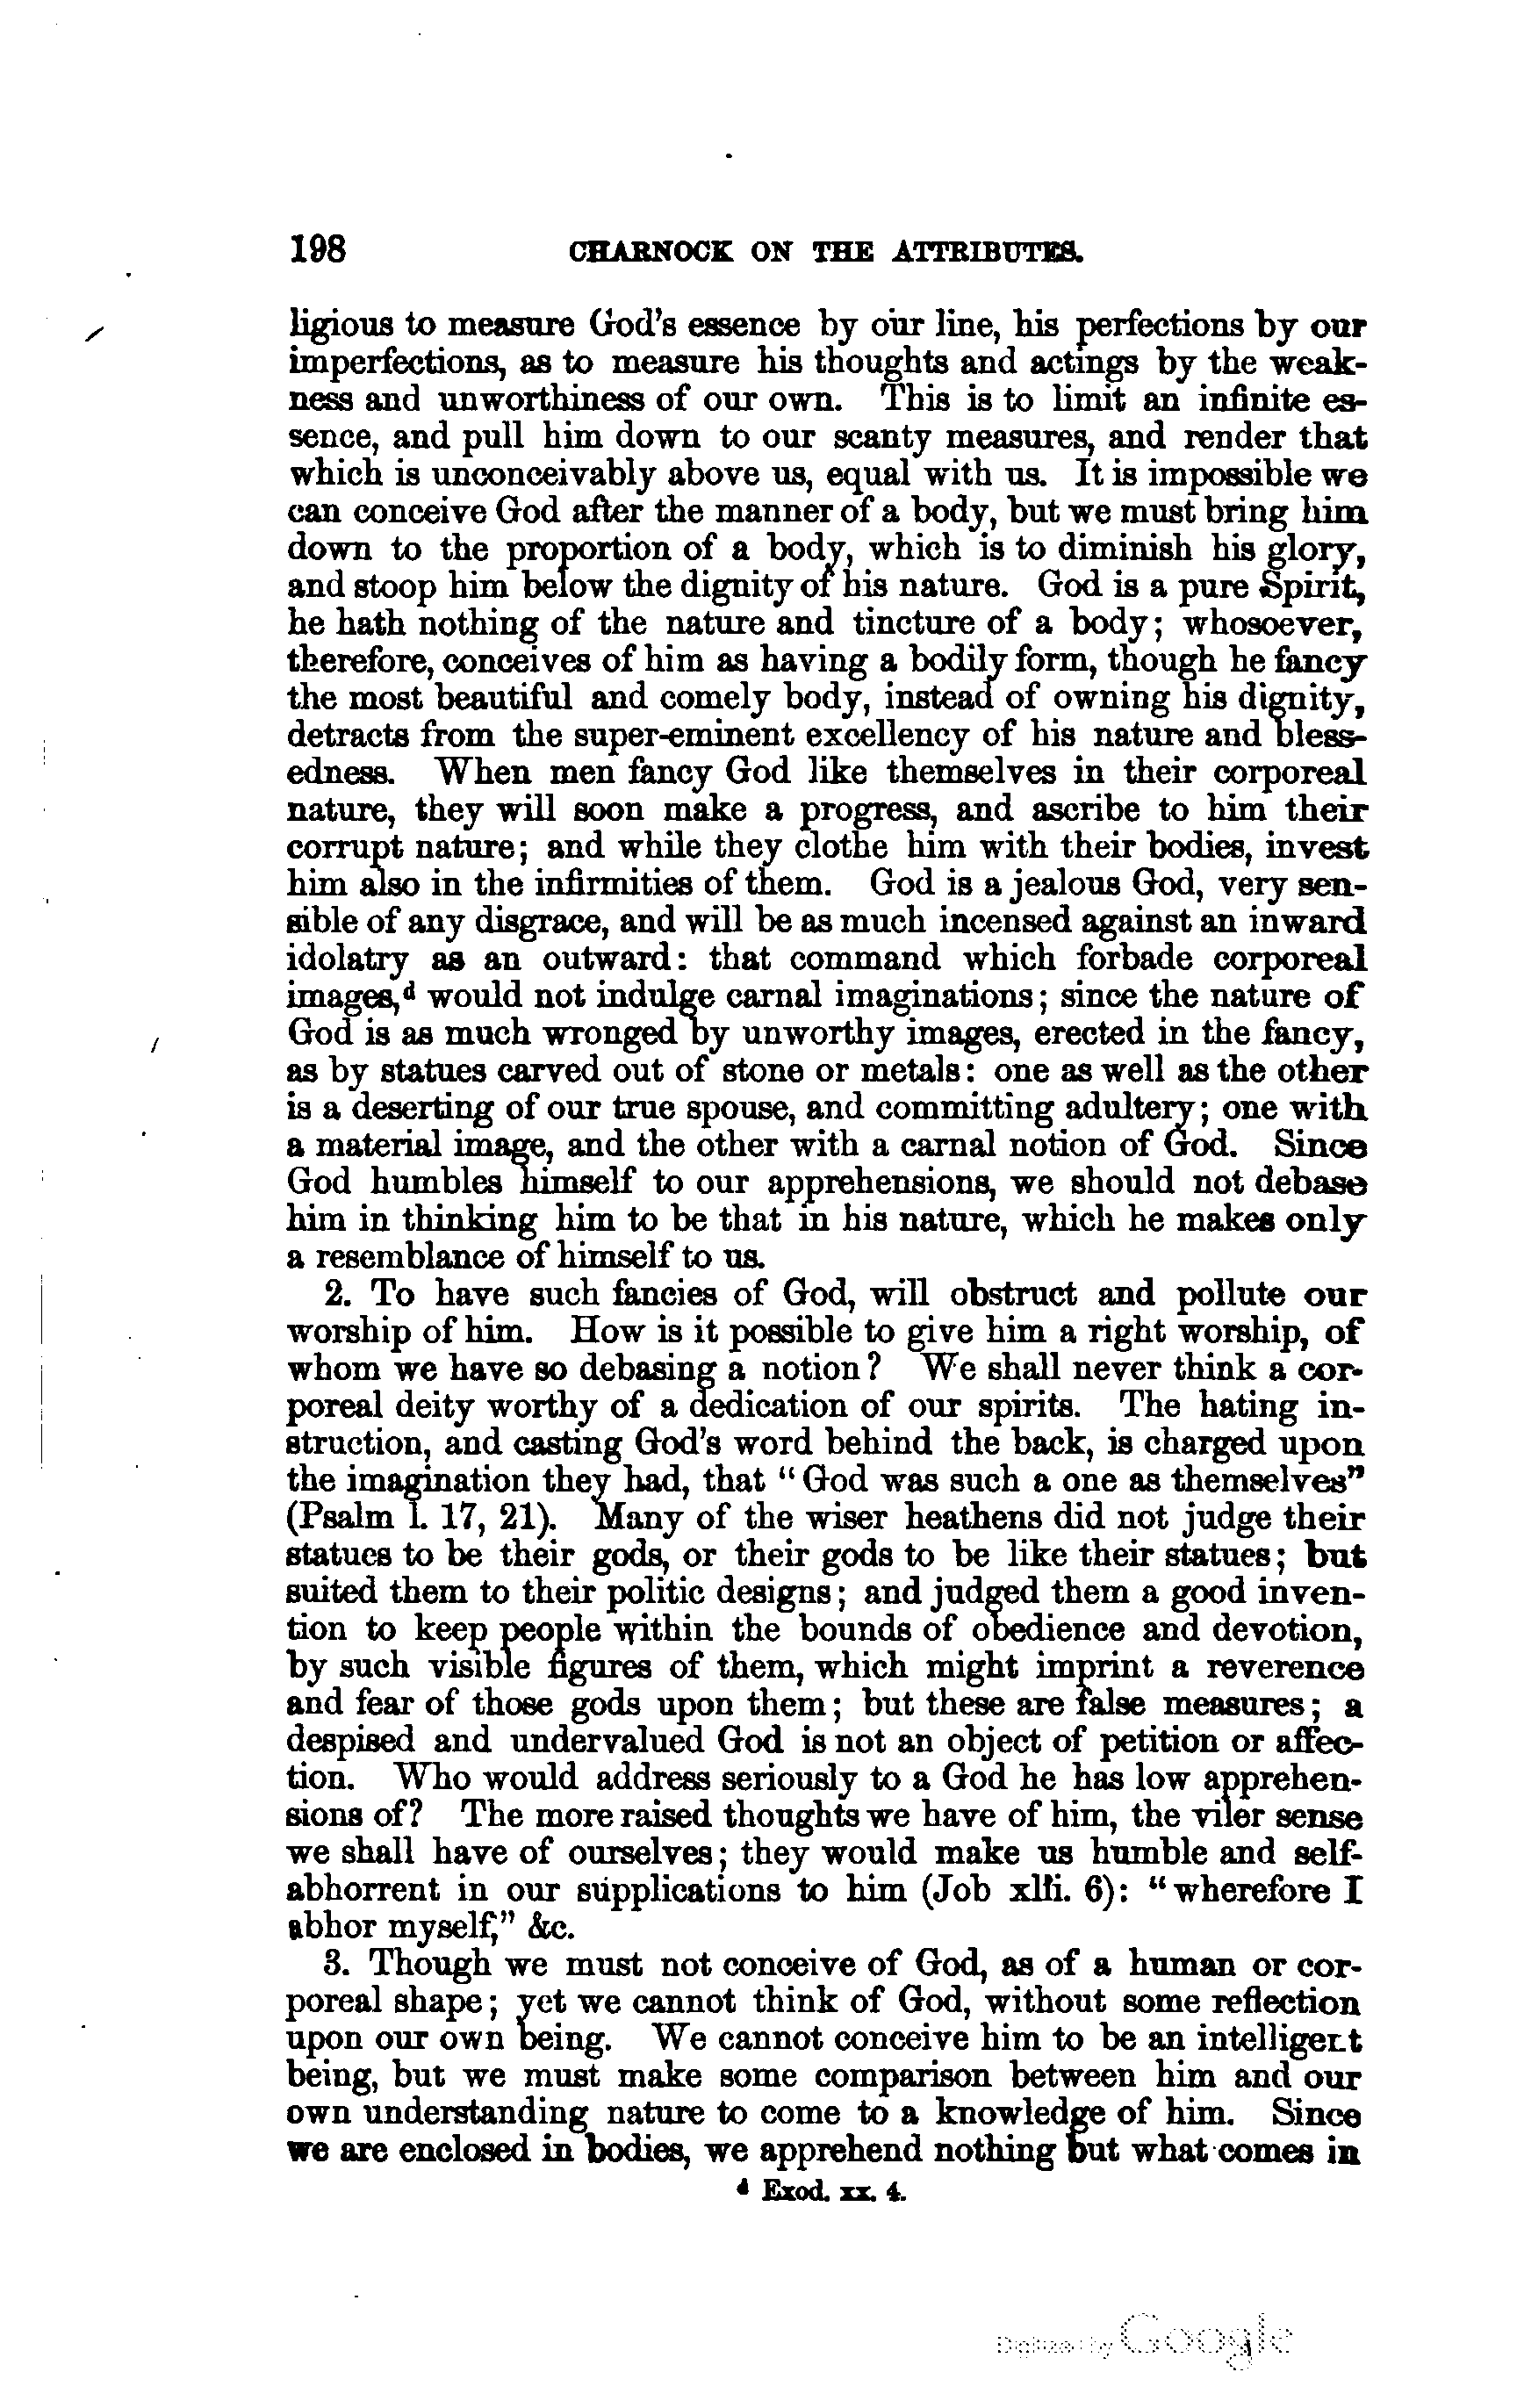 198 CHARNOCK ON THE ATTRIBUTES.
ligious to measure God's essence by our line, his perfections by our
imperfections, as to measure his thoughts and actings by the weak-
ness and unworthiness of our own. This is to limit an infinite es-
sence, and pull him down to our scanty measures, and render that
which is unconceivably above us, equal with us. It is impossible we
can conceive God after the manner of a body, but we must bring him
down to the proportion of a body, which is to diminish his glory,
and stoop him below the dignity of his nature. God is a pure Spirit,
he hath nothing of the nature and tincture of a body; whosoever,
therefore, conceives of him as having a bodily form, though he fancy
the most beautiful and comely body, instead of owning his dignity,
detracts from the super-eminent excellency of his nature and bless-
edness. When men fancy God like themselves in their corporeal
nature, they will soon make a progress, and ascribe to him their
corrupt nature; and while they clothe him with their bodies, invest
him also in the infirmities of them. God is a jealous God, very sen-
sible of any disgrace, and will be as much incensed against an inward
idolatry as an outward: that command which forbade corporeal
images,d would not indulge carnal imaginations; since the nature of
God is as much wronged by unworthy images, erected in the fancy,
as by statues carved out of stone or metals: one as well as the other
is a deserting of our true spouse, and committing adultery; one with
a material image, and the other with a carnal notion of God. Since
God humbles himself to our apprehensions, we should not debase
him in thinking him to be that in his nature, which he makes only
a resemblance of himself to us.
2. To have such fancies of God, will obstruct and pollute our
worship of him. How is it possible to give him a right worship, of
whom we have so debasing a notion? We shall never think a cor-
poreal deity worthy of a dedication of our spirits. The hating in-
struction, and casting God's word behind the back, is charged upon
the imagination they had, that "God was such a one as themselves"
(Psalm l. 17, 21). Many of the wiser heathens did not judge their
statues to be their gods, or their gods to be like their statues; but
suited them to their politic designs; and judged them a good inven-
tion to keep people within the bounds of obedience and devotion,
by such visible figures of them, which might imprint a reverence
and fear of those gods upon them; but these are false measures; a
despised and undervalued God is not an object of petition or affec-
tion. Who would address seriously to a God he has low apprehen-
sions of? The more raised thoughts we have of him, the viler sense
we shall have of ourselves; they would make us humble and self-
abhorrent in our supplications to him (Job xlii. 6): "wherefore I
abhor myself," &c.
3. Though we must not conceive of God, as of a human or cor-
poreal shape; yet we cannot think of God, without some reflection
upon our own being. We cannot conceive him to be an intelligent
being, but we must make some comparison between him and our
own understanding nature to come to a knowledge of him. Since
we are enclosed in bodies, we apprehend nothing but what comes in
d Exod. xx. 4.
Digitized by Google